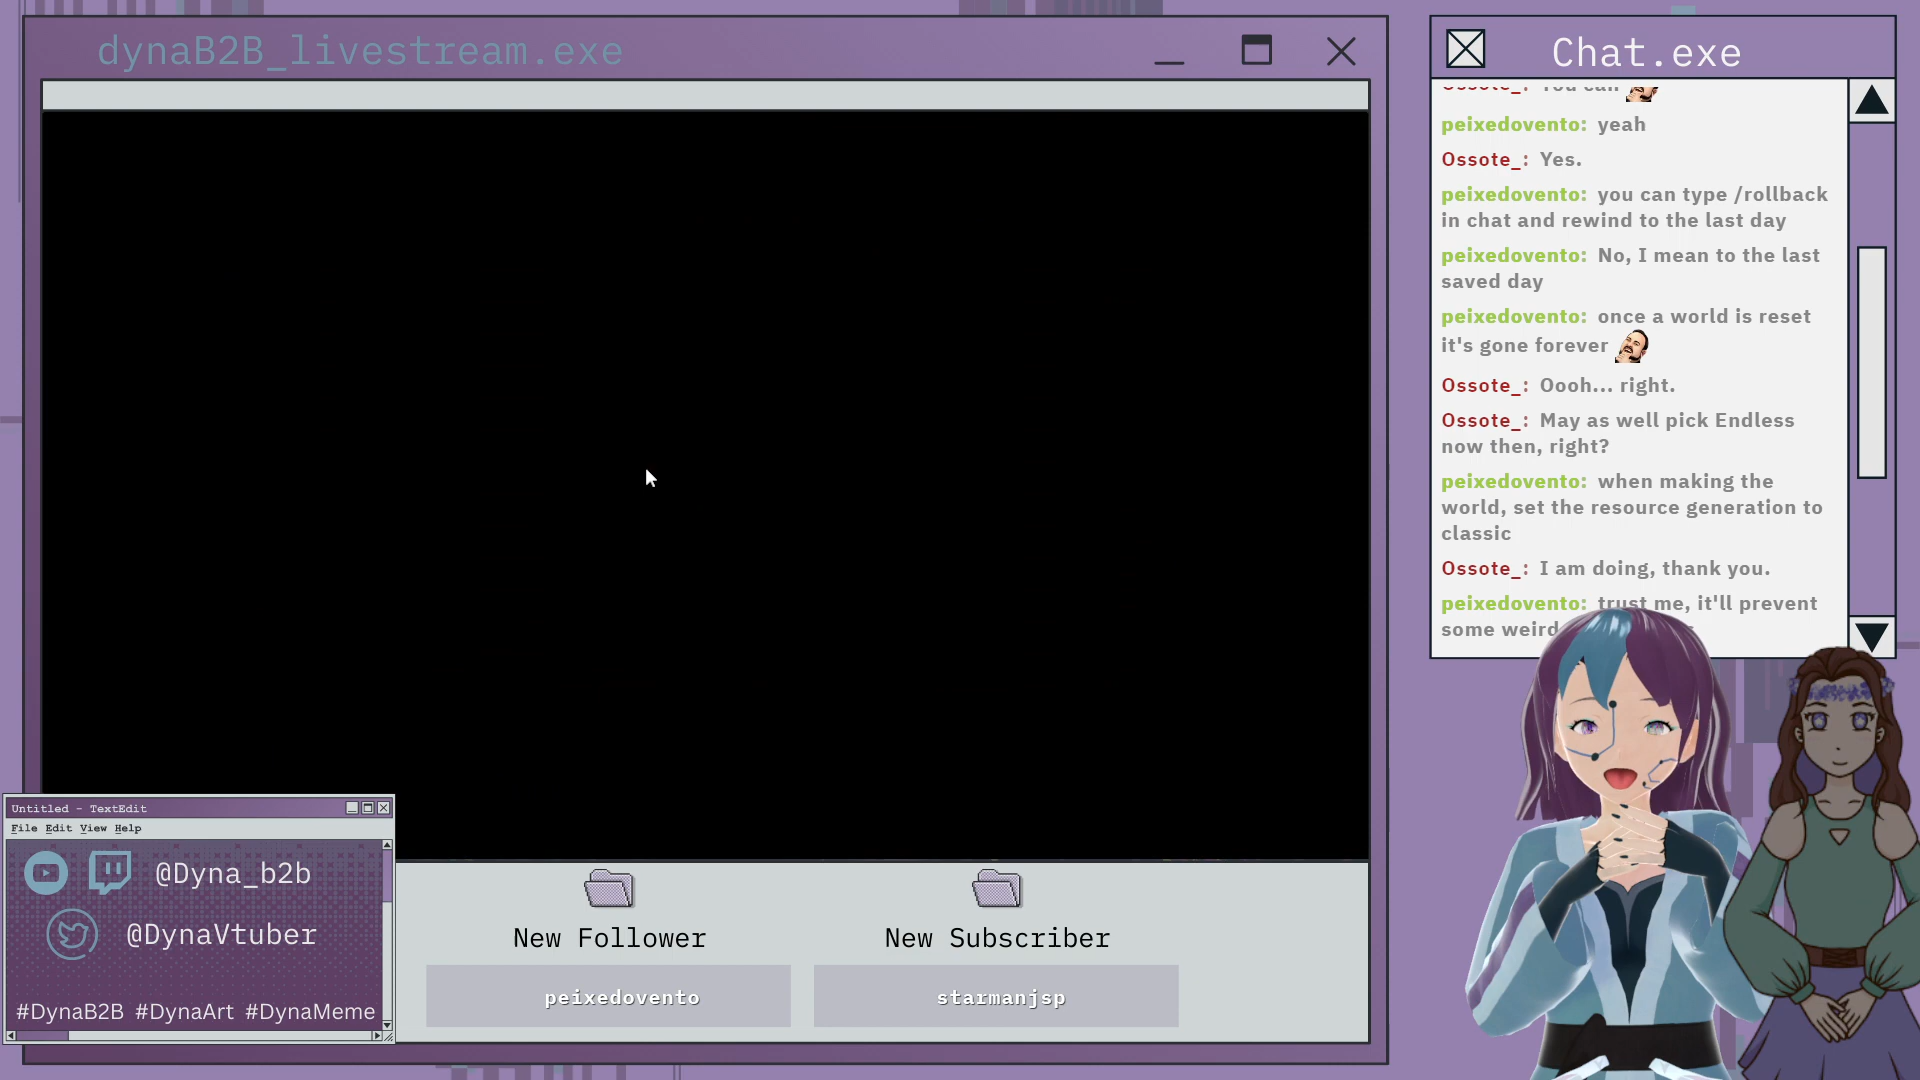 dynaB2B_livestream.exe
Chat.exe
Ossote_: You can
peixedovento: yeah
Ossote_: Yes.
peixedovento: you can type /rollback
in chat and rewind to the last day
peixedovento: No, I mean to the last
saved day
peixedovento: once a world is reset
it's gone forever
Ossote_: Oooh... right.
Ossote_: May as well pick Endless
now then, right?
peixedovento: when making the
world, set the resource generation to
classic
Ossote_: I am doing, thank you.
peixedovento: trust me, it'll prevent
some weird
Untitled - TextEdit
File Edit View Help
@Dyna_b2b
@DynaVtuber
#DynaB2B #DynaArt #DynaMeme
New Follower
peixedovento
New Subscriber
starmanjsp